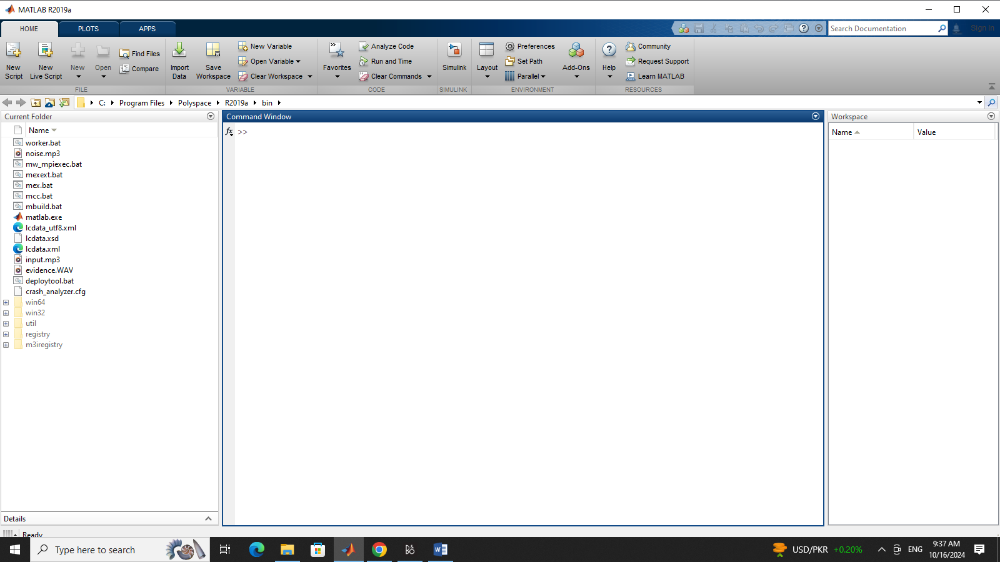 MATLAB R2019a
HOME
PLOTS
APPS
Search Documentation
Sign In
New
Script
New
Live Script
New
Open
Find Files
Compare
Import
Data
Save
Workspace
New Variable
Open Variable
Clear Workspace
Favorites
Analyze Code
Run and Time
Clear Commands
Simulink
Layout
Preferences
Set Path
Parallel
Add-Ons
Help
Community
Request Support
Learn MATLAB
FILE
VARIABLE
CODE
SIMULINK
ENVIRONMENT
RESOURCES
C: Program Files Polyspace R2019a bin
Current Folder
Name
worker.bat
noise.mp3
mw_mpiexec.bat
mexext.bat
mex.bat
mcc.bat
mbuild.bat
matlab.exe
lcdata_utf8.xml
lcdata.xsd
lcdata.xml
input.mp3
evidence.WAV
deploytool.bat
crash_analyzer.cfg
win64
win32
util
registry
m3iregistry
Details
Ready
Command Window
fx >>
Workspace
Name
Value
Type here to search
USD/PKR +0.20%
ENG
9:37 AM
10/16/2024